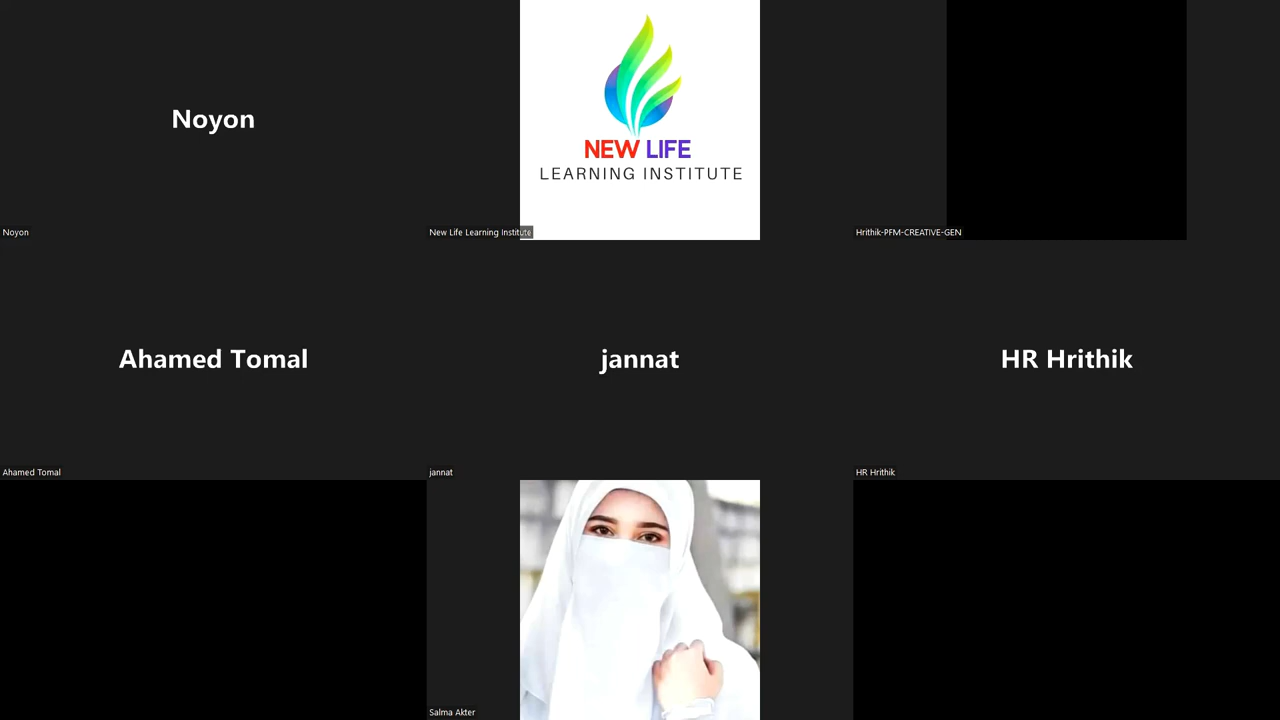 Noyon
NEW LIFE
LEARNING INSTITUTE
Noyon
New Life Learning Institute
Hrithik-PFM-CREATIVE-GEN
Ahamed Tomal
jannat
HR Hrithik
Ahamed Tomal
jannat
HR Hrithik
Salma Akter